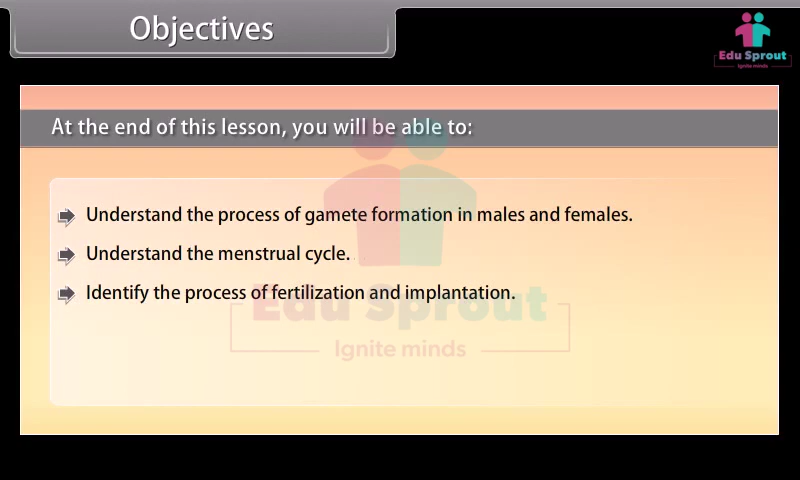 Objectives
Edu Sprout
Ignite minds
At the end of this lesson, you will be able to:
Understand the process of gamete formation in males and females.
Understand the menstrual cycle.
Identify the process of fertilization and implantation.
Edu Sprout
Ignite minds